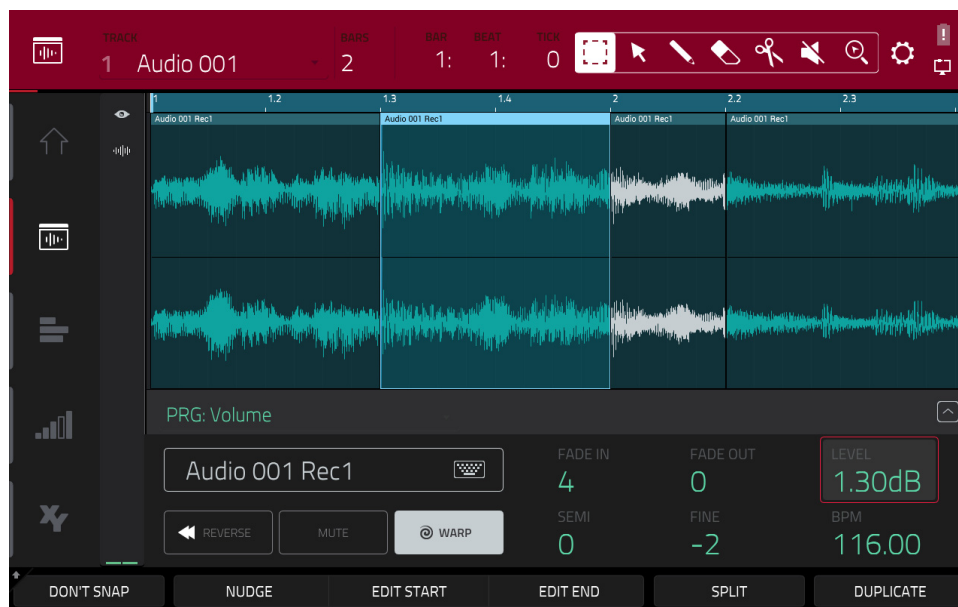 TRACK BARS BAR BEAT TICK
1 Audio 001 2 1: 1: 0
1 1.2 1.3 1.4 2 2.2 2.3
Audio 001 Rec1 Audio 001 Rec1 Audio 001 Rec1 Audio 001 Rec1
PRG: Volume
FADE IN FADE OUT LEVEL
Audio 001 Rec1 4 0 1.30dB
SEMI FINE BPM
REVERSE MUTE WARP 0 -2 116.00
XY
DON'T SNAP NUDGE EDIT START EDIT END SPLIT DUPLICATE